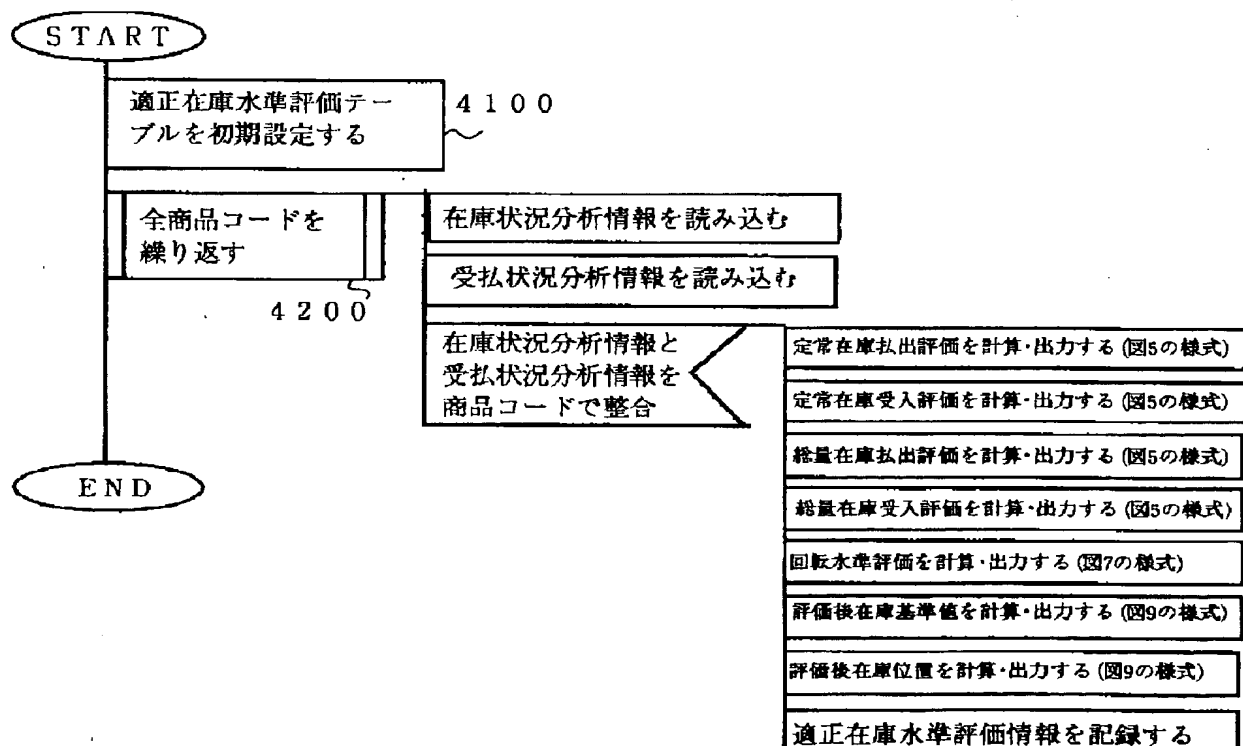 START
適正在庫水準評価テー
ブルを初期設定する
4100
全商品コードを
繰り返す
4200
在庫状況分析情報を読み込む
受払状況分析情報を読み込む
在庫状況分析情報と
受払状況分析情報を
商品コードで整合
定常在庫払出評価を計算・出力する(図5の様式)
定常在庫受入評価を計算・出力する(図5の様式)
総量在庫払出評価を計算・出力する(図5の様式)
総量在庫受入評価を計算・出力する(図5の様式)
回転水準評価を計算・出力する(図7の様式)
評価後在庫基準値を計算・出力する(図9の様式)
評価後在庫位置を計算・出力する(図9の様式)
適正在庫水準評価情報を記録する
END